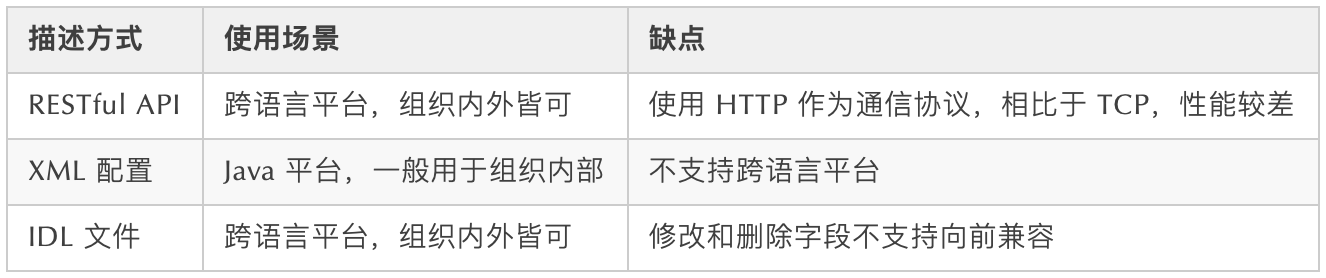 描述方式 使用场景 缺点
RESTful API 跨语言平台，组织内外皆可 使用 HTTP 作为通信协议，相比于 TCP，性能较差
XML 配置 Java 平台，一般用于组织内部 不支持跨语言平台
IDL 文件 跨语言平台，组织内外皆可 修改和删除字段不支持向前兼容